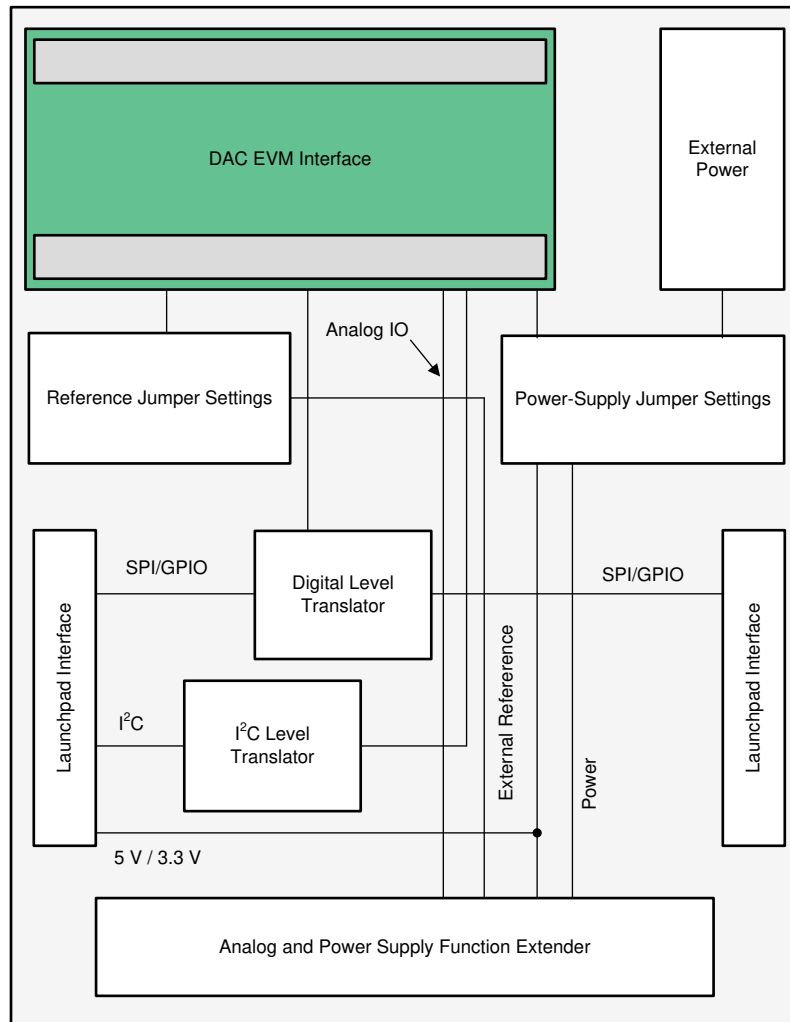 DAC EVM Interface
External
Power
Analog IO
Reference Jumper Settings
Power-Supply Jumper Settings
SPI/GPIO
Digital Level
Translator
SPI/GPIO
Launchpad Interface
I²C
I²C Level
Translator
External Refererence
Power
Launchpad Interface
5 V / 3.3 V
Analog and Power Supply Function Extender